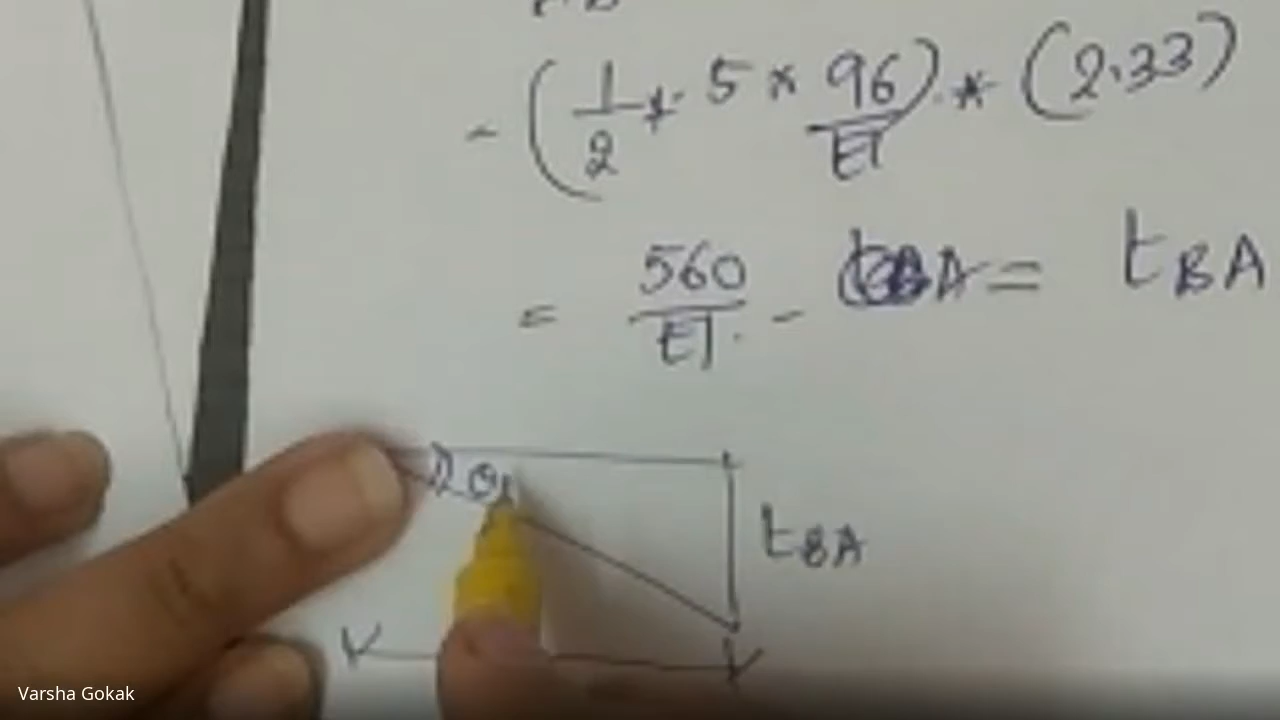 - (1/2 * 5 * 96/EI) * (2.33)
= 560/EI - = tBA
θ
tBA
Varsha Gokak